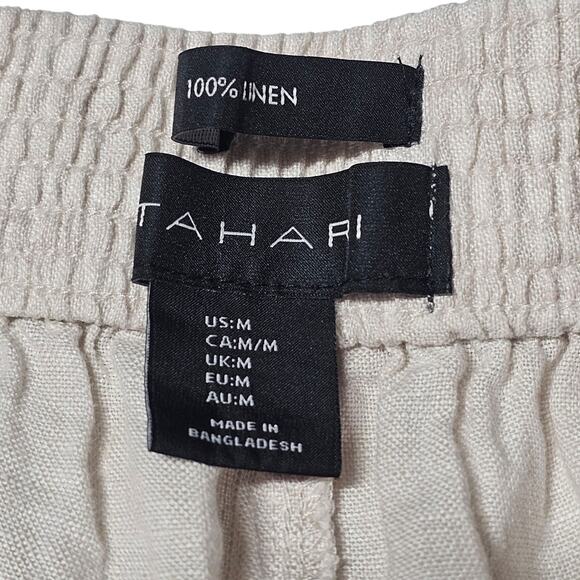 100% LINEN
TAHARI
US:M
CA:M/M
UK:M
EU:M
AU:M
MADE IN
BANGLADESH